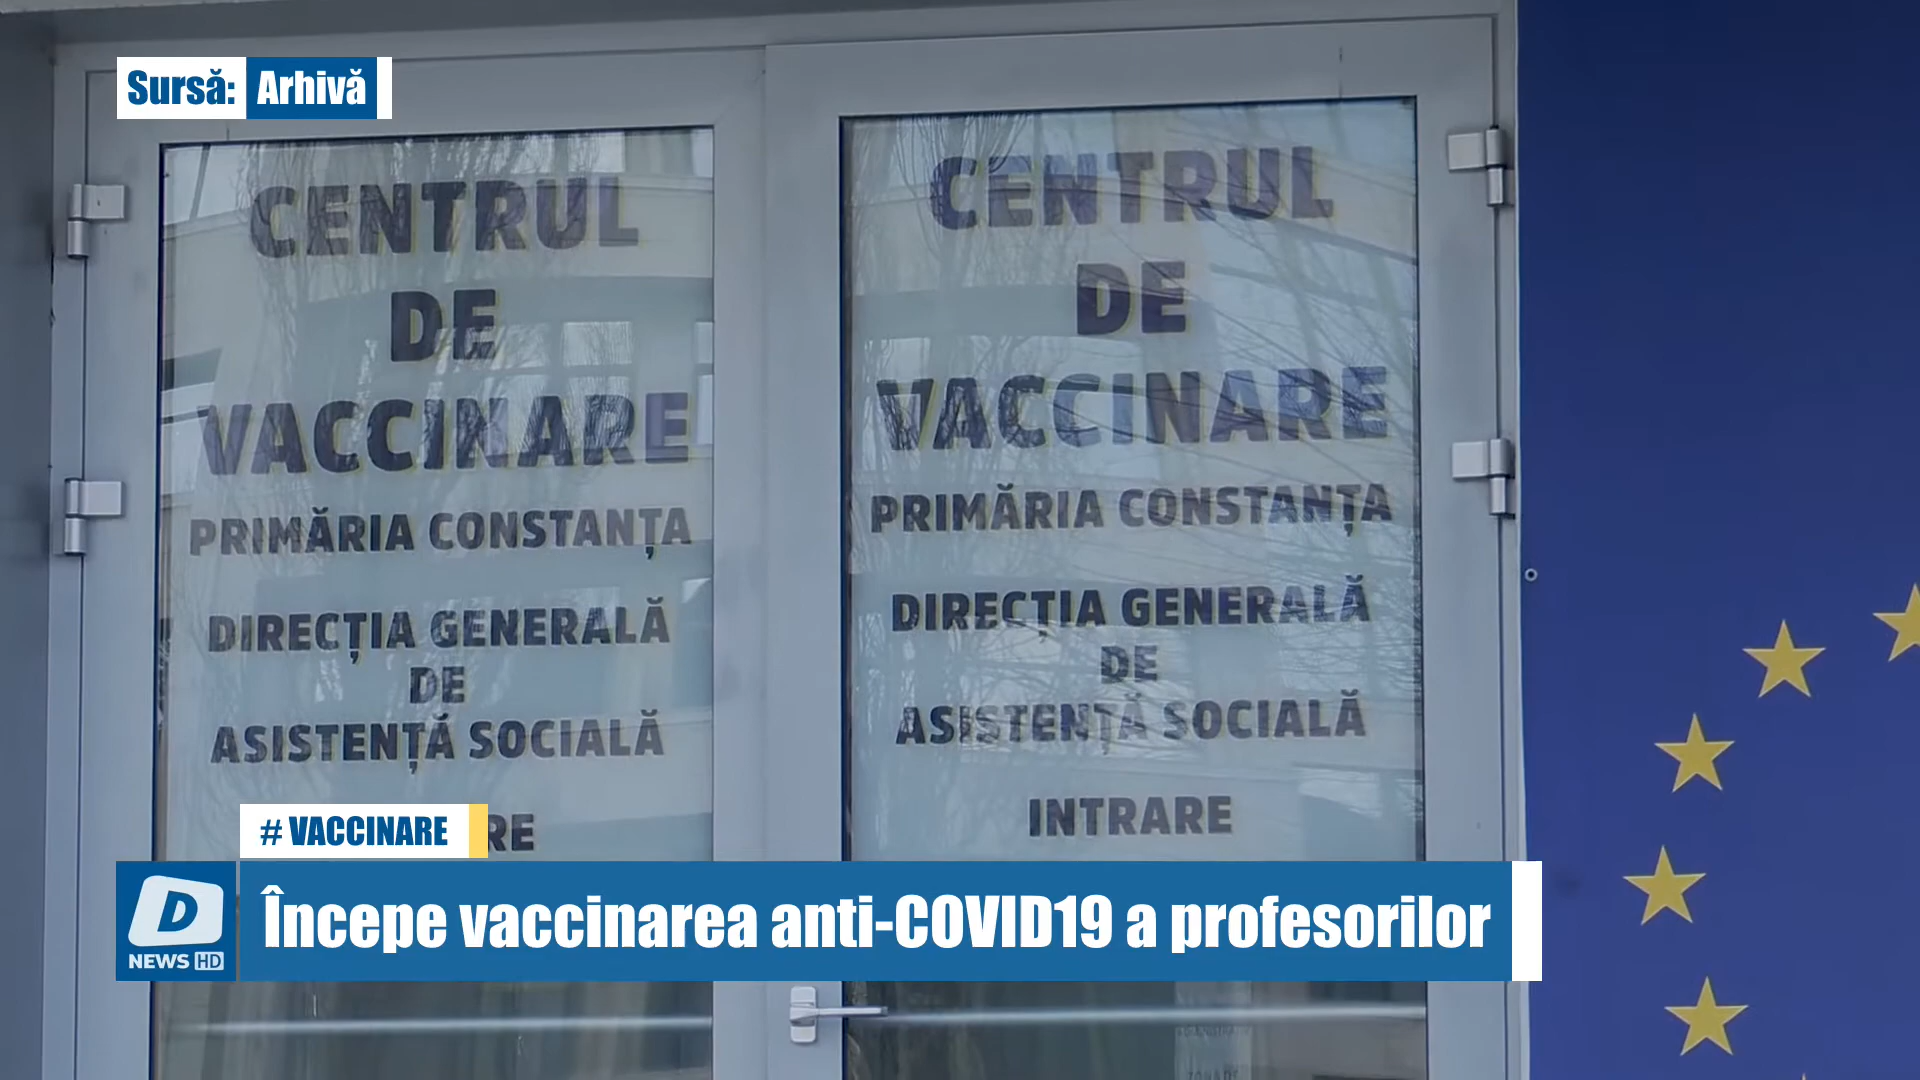 Sursă: Arhivă
CENTRUL
DE
VACCINARE
PRIMĂRIA CONSTANȚA
DIRECȚIA GENERALĂ
DE
ASISTENȚĂ SOCIALĂ
CENTRUL
DE
VACCINARE
PRIMĂRIA CONSTANȚA
DIRECȚIA GENERALĂ
DE
ASISTENȚĂ SOCIALĂ
INTRARE
# VACCINARE
Începe vaccinarea anti-COVID19 a profesorilor
D
NEWS HD